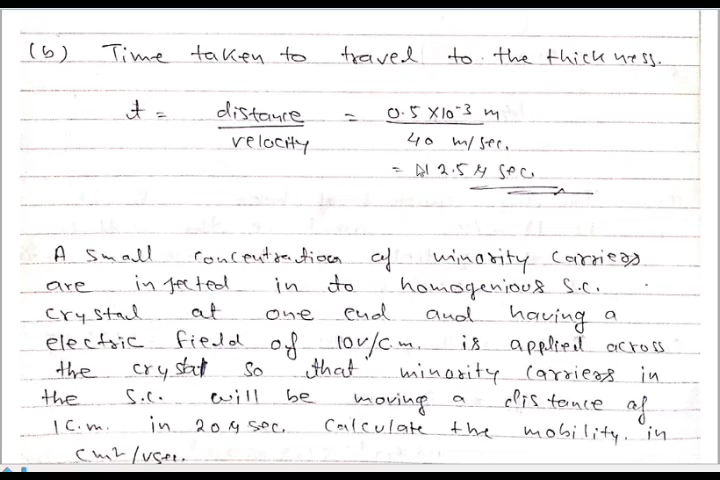 (b) Time taken to travel to the thickness.
t = distance / velocity = 0.5 X10⁻³ m / 40 m/sec.
= 12.5 μ sec.
A small concentration of minority carriers
are injected in to homogenious S.C.
crystal at one end and having a
electric field of 10V/C.m. is applied across
the crystal so that minority carriers in
the S.C. will be moving a distance of
1 C.m. in 20 μ sec. Calculate the mobility in
Cm²/vsec.